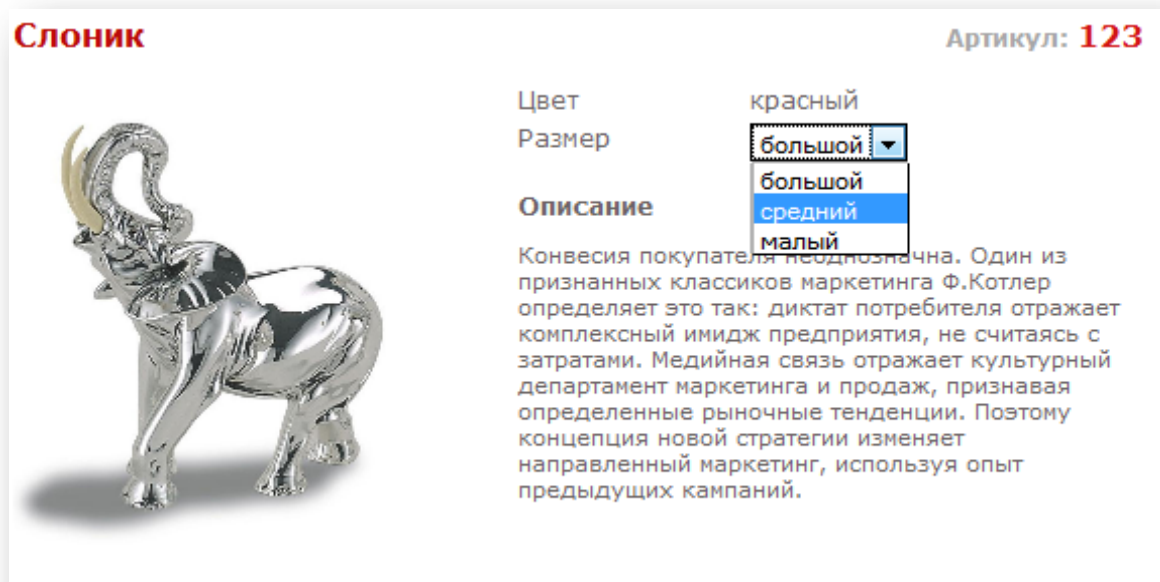 Слоник
Артикул: 123
Цвет красный
Размер большой
большой
средний
малый
Описание
Конвесия покупателя неоднозначна. Один из
признанных классиков маркетинга Ф.Котлер
определяет это так: диктат потребителя отражает
комплексный имидж предприятия, не считаясь с
затратами. Медийная связь отражает культурный
департамент маркетинга и продаж, признавая
определенные рыночные тенденции. Поэтому
концепция новой стратегии изменяет
направленный маркетинг, используя опыт
предыдущих кампаний.